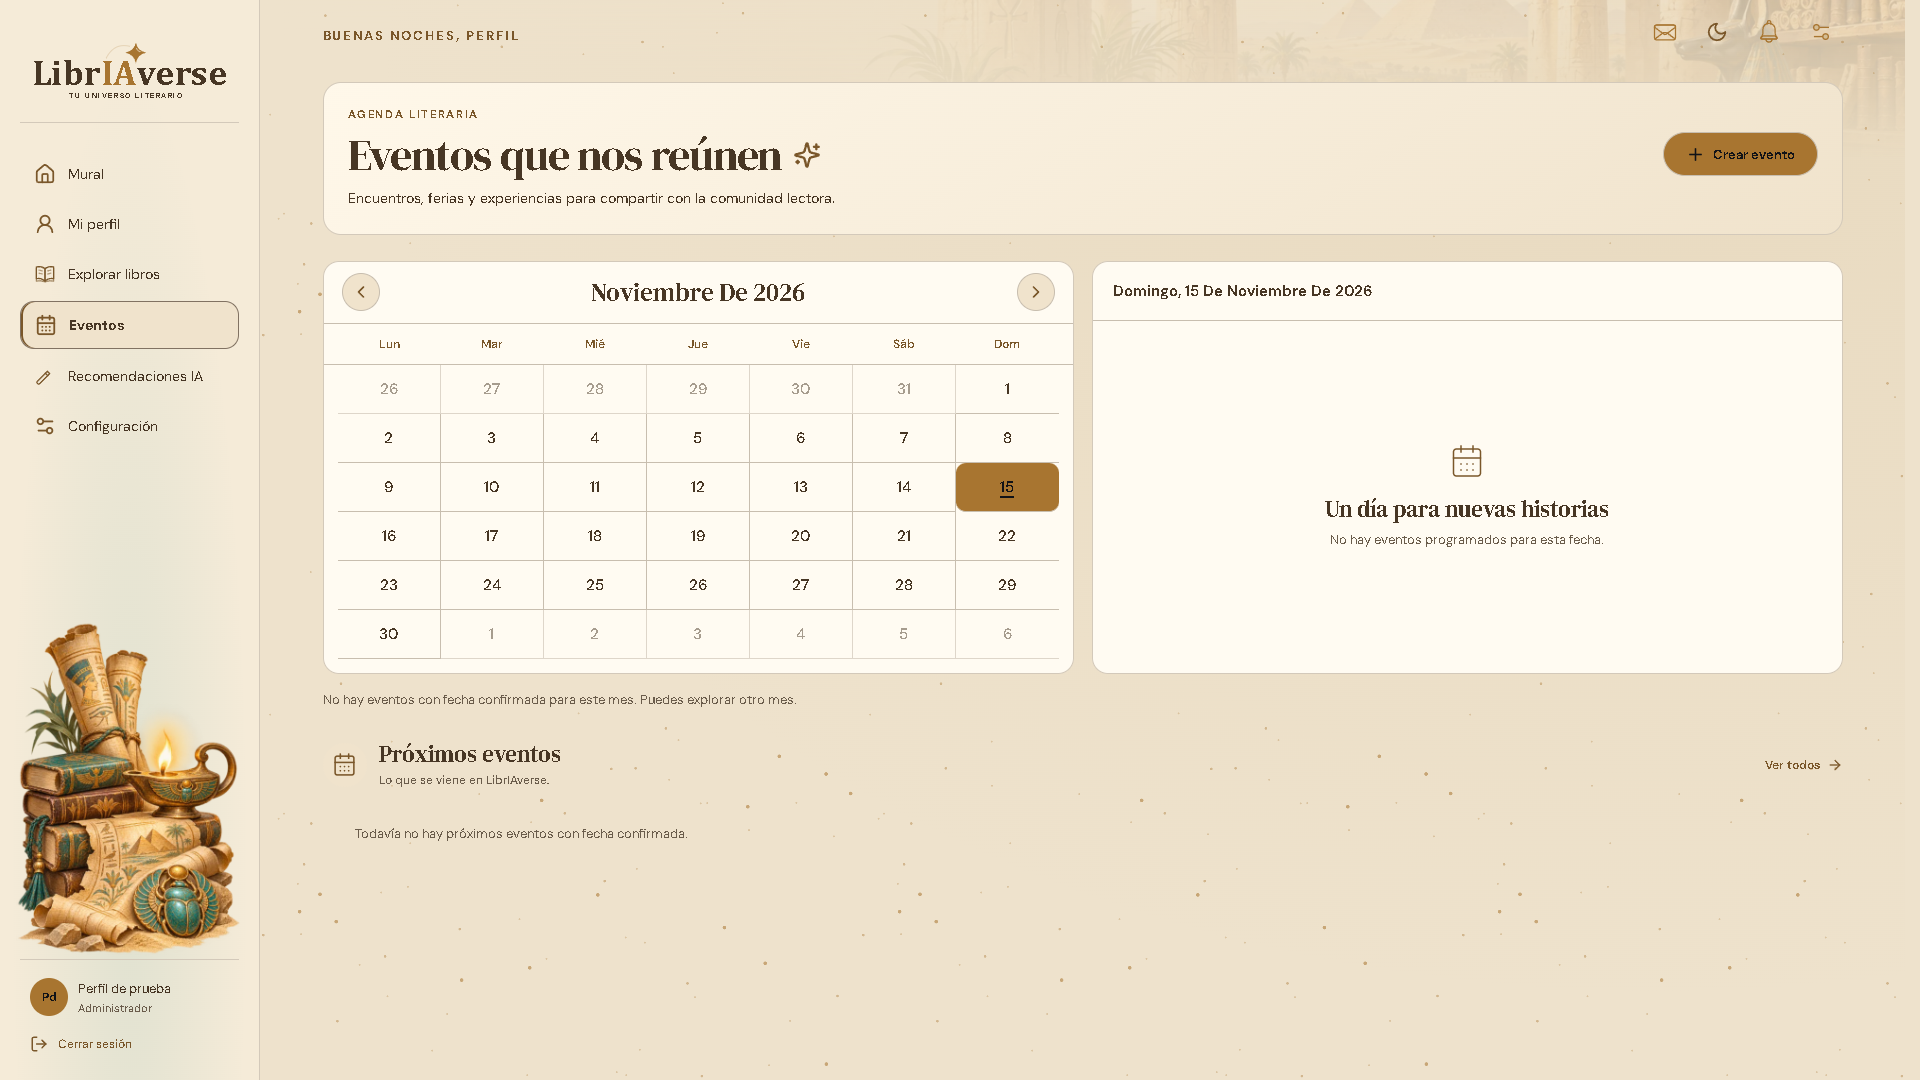 LibrIAverse
TU UNIVERSO LITERARIO
Mural
Mi perfil
Explorar libros
Eventos
Recomendaciones IA
Configuración
Pd
Perfil de prueba
Administrador
Cerrar sesión
BUENAS NOCHES, PERFIL
AGENDA LITERARIA
Eventos que nos reúnen
Encuentros, ferias y experiencias para compartir con la comunidad lectora.
Crear evento
Noviembre De 2026
Lun Mar Mié Jue Vie Sáb Dom
26 27 28 29 30 31 1
2 3 4 5 6 7 8
9 10 11 12 13 14 15
16 17 18 19 20 21 22
23 24 25 26 27 28 29
30 1 2 3 4 5 6
Domingo, 15 De Noviembre De 2026
Un día para nuevas historias
No hay eventos programados para esta fecha.
No hay eventos con fecha confirmada para este mes. Puedes explorar otro mes.
Próximos eventos
Lo que se viene en LibrIAverse.
Ver todos
Todavía no hay próximos eventos con fecha confirmada.